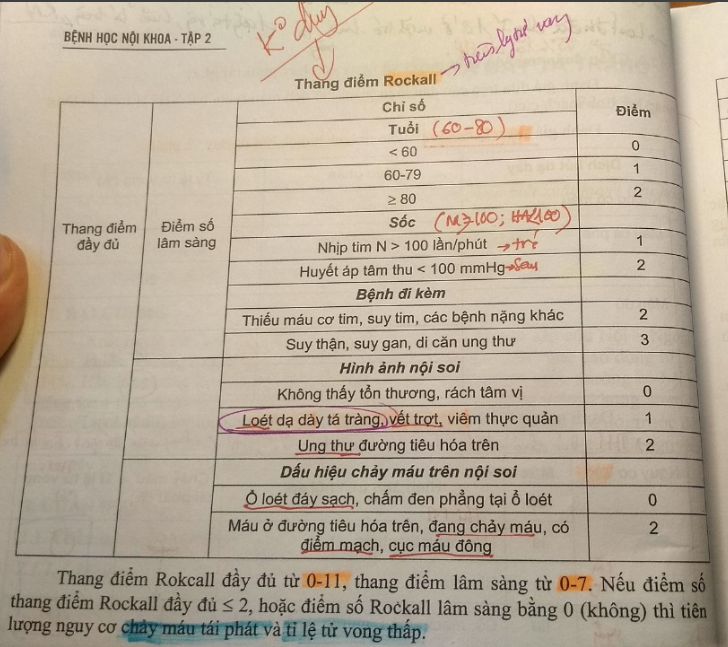 BỆNH HỌC NỘI KHOA - TẬP 2
Thang điểm Rockall
Chỉ số
Điểm
Tuổi (60-80)
< 60
0
60-79
1
≥ 80
2
Thang điểm đầy đủ
Điểm số lâm sàng
Sốc (M≥100; HA<100)
Nhịp tim N > 100 lần/phút → trẻ
1
Huyết áp tâm thu < 100 mmHg → Sau
2
Bệnh đi kèm
Thiếu máu cơ tim, suy tim, các bệnh nặng khác
2
Suy thận, suy gan, di căn ung thư
3
Hình ảnh nội soi
Không thấy tổn thương, rách tâm vị
0
Loét dạ dày tá tràng, vết trợt, viêm thực quản
1
Ung thư đường tiêu hóa trên
2
Dấu hiệu chảy máu trên nội soi
Ổ loét đáy sạch, chấm đen phẳng tại ổ loét
0
Máu ở đường tiêu hóa trên, đang chảy máu, có
điểm mạch, cục máu đông
2
Thang điểm Rokcall đầy đủ từ 0-11, thang điểm lâm sàng từ 0-7. Nếu điểm số
thang điểm Rockall đầy đủ ≤ 2, hoặc điểm số Rockall lâm sàng bằng 0 (không) thì tiên
lượng nguy cơ chảy máu tái phát và tỉ lệ tử vong thấp.